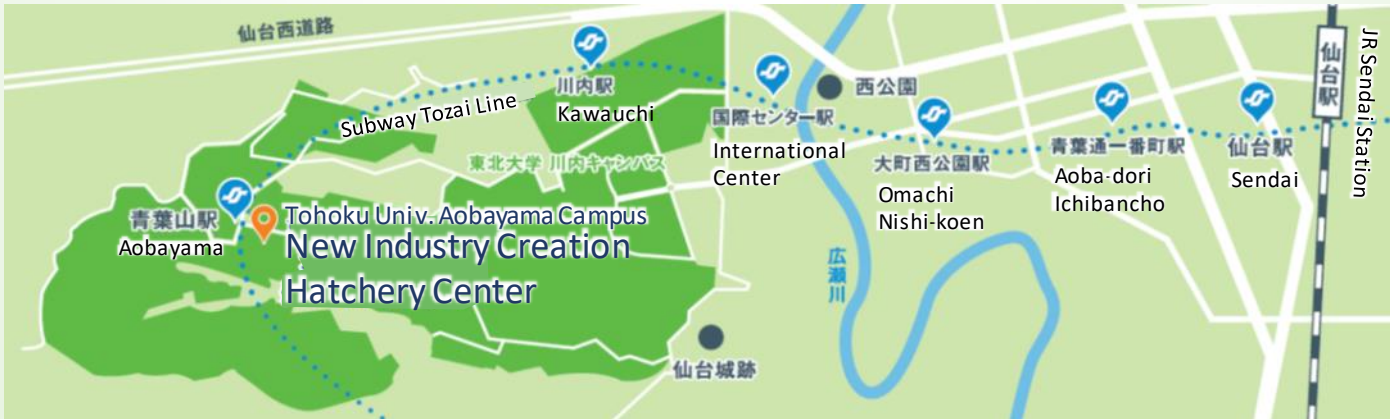 仙台西道路
川内駅
Kawauchi
Subway Tozai Line
東北大学 川内キャンパス
国際センター駅
International
Center
西公園
大町西公園駅
Omachi
Nishi-koen
青葉通一番町駅
Aoba-dori
Ichibancho
仙台駅
Sendai
仙台駅
JR Sendai Station
青葉山駅
Aobayama
Tohoku Univ. Aobayama Campus
New Industry Creation
Hatchery Center
広瀬川
仙台城跡